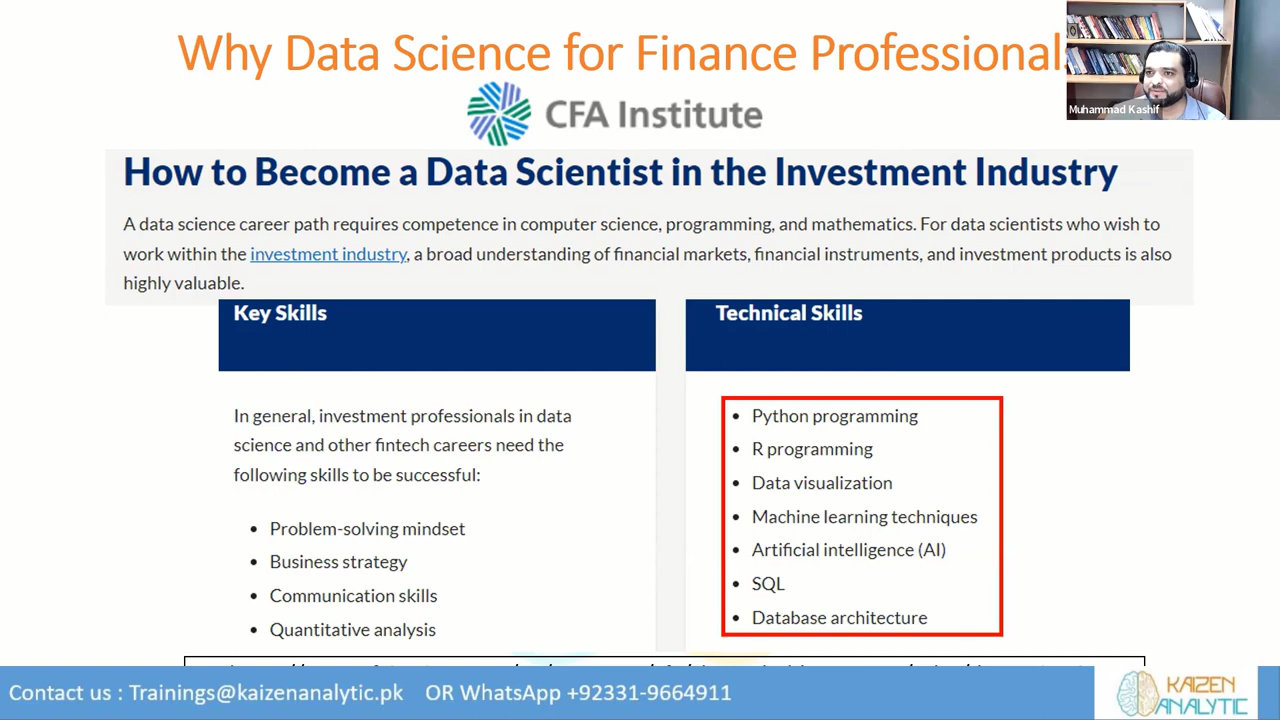 Why Data Science for Finance Professional
Muhammad Kashif
CFA Institute
How to Become a Data Scientist in the Investment Industry
A data science career path requires competence in computer science, programming, and mathematics. For data scientists who wish to
work within the investment industry, a broad understanding of financial markets, financial instruments, and investment products is also
highly valuable.
Key Skills
In general, investment professionals in data
science and other fintech careers need the
following skills to be successful:
• Problem-solving mindset
• Business strategy
• Communication skills
• Quantitative analysis
Technical Skills
• Python programming
• R programming
• Data visualization
• Machine learning techniques
• Artificial intelligence (AI)
• SQL
• Database architecture
Contact us : Trainings@kaizenanalytic.pk OR WhatsApp +92331-9664911
KAIZEN
ANALYTIC